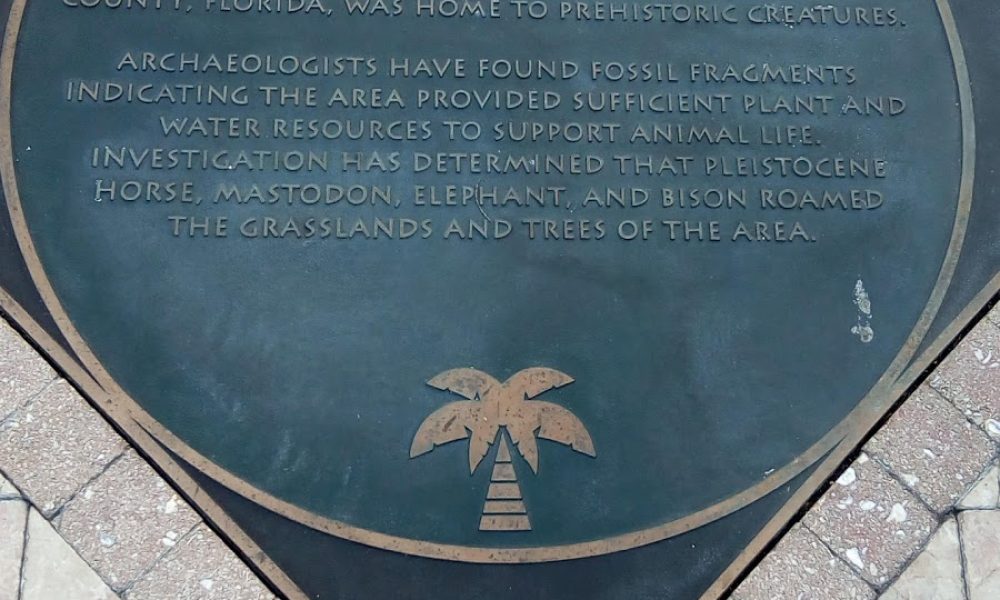 COUNTY, FLORIDA, WAS HOME TO PREHISTORIC CREATURES.
ARCHAEOLOGISTS HAVE FOUND FOSSIL FRAGMENTS
INDICATING THE AREA PROVIDED SUFFICIENT PLANT AND
WATER RESOURCES TO SUPPORT ANIMAL LIFE.
INVESTIGATION HAS DETERMINED THAT PLEISTOCENE
HORSE, MASTODON, ELEPHANT, AND BISON ROAMED
THE GRASSLANDS AND TREES OF THE AREA.